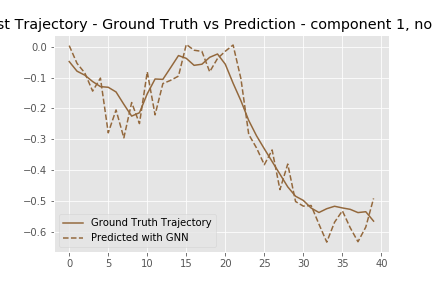 st Trajectory - Ground Truth vs Prediction - component 1, no
0.0
−0.1
−0.2
−0.3
−0.4
−0.5
−0.6
Ground Truth Trajectory
Predicted with GNN
0 5 10 15 20 25 30 35 40